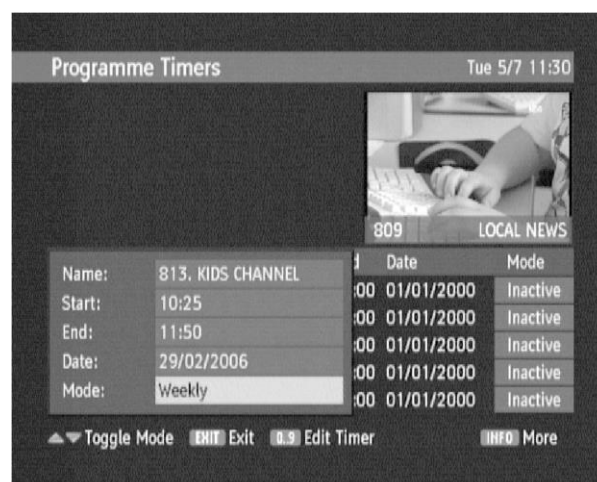 Programme Timers Tue 5/7 11:30
809 LOCAL NEWS
Date Mode
Name: 813. KIDS CHANNEL
Start: 10:25
End: 11:50
Date: 29/02/2006
Mode: Weekly
:00 01/01/2000 Inactive
:00 01/01/2000 Inactive
:00 01/01/2000 Inactive
:00 01/01/2000 Inactive
:00 01/01/2000 Inactive
Toggle Mode EXIT Exit 0..9 Edit Timer INFO More